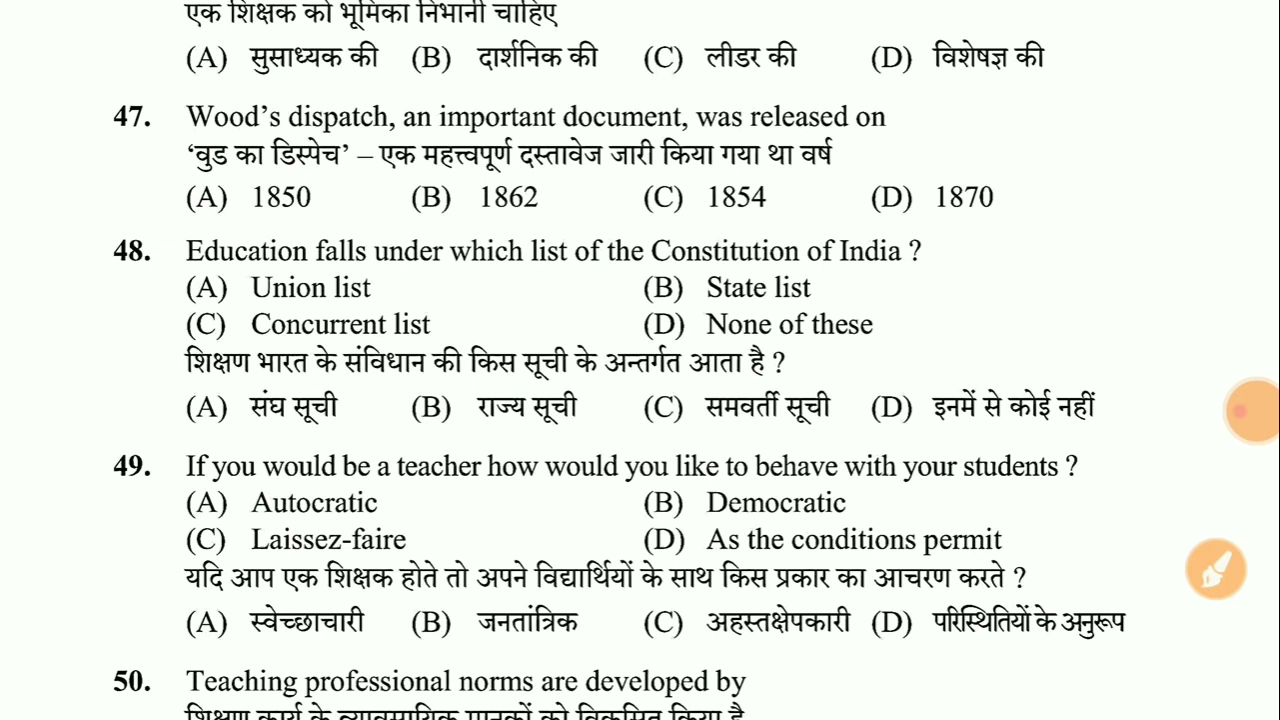 एक शिक्षक को भूमिका निभानी चाहिए
(A) सुसाध्यक की (B) दार्शनिक की (C) लीडर की (D) विशेषज्ञ की
47. Wood’s dispatch, an important document, was released on
‘वुड का डिस्पेच’ – एक महत्त्वपूर्ण दस्तावेज जारी किया गया था वर्ष
(A) 1850 (B) 1862 (C) 1854 (D) 1870
48. Education falls under which list of the Constitution of India ?
(A) Union list (B) State list
(C) Concurrent list (D) None of these
शिक्षण भारत के संविधान की किस सूची के अन्तर्गत आता है ?
(A) संघ सूची (B) राज्य सूची (C) समवर्ती सूची (D) इनमें से कोई नहीं
49. If you would be a teacher how would you like to behave with your students ?
(A) Autocratic (B) Democratic
(C) Laissez-faire (D) As the conditions permit
यदि आप एक शिक्षक होते तो अपने विद्यार्थियों के साथ किस प्रकार का आचरण करते ?
(A) स्वेच्छाचारी (B) जनतांत्रिक (C) अहस्तक्षेपकारी (D) परिस्थितियों के अनुरूप
50. Teaching professional norms are developed by
शिक्षण कार्य के व्यावसायिक मानकों को विकसित किया है